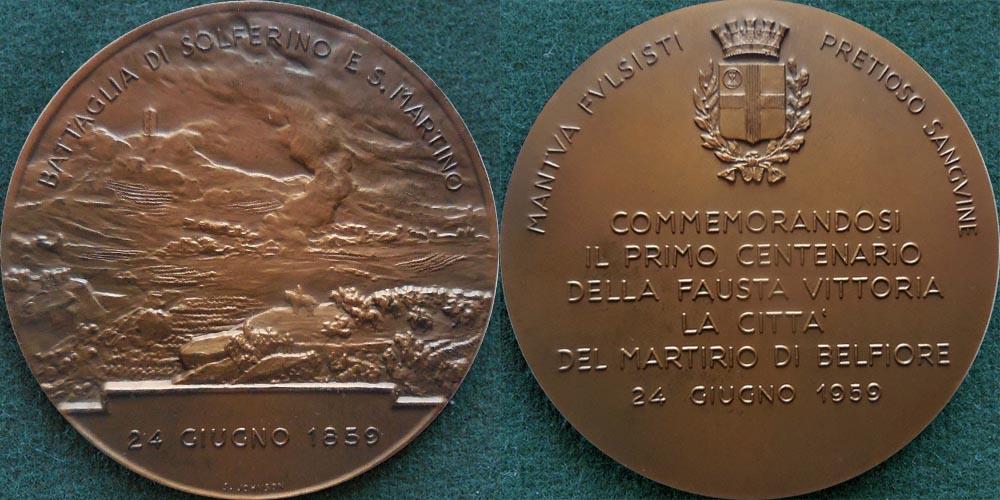 BATTAGLIA DI SOLFERINO E S. MARTINO
24 GIUGNO 1859
S. JOHNSON
MANTVA FVLSISTI PRETIOSO SANGVINE
COMMEMORANDOSI
IL PRIMO CENTENARIO
DELLA FAUSTA VITTORIA
LA CITTA'
DEL MARTIRIO DI BELFIORE
24 GIUGNO 1959